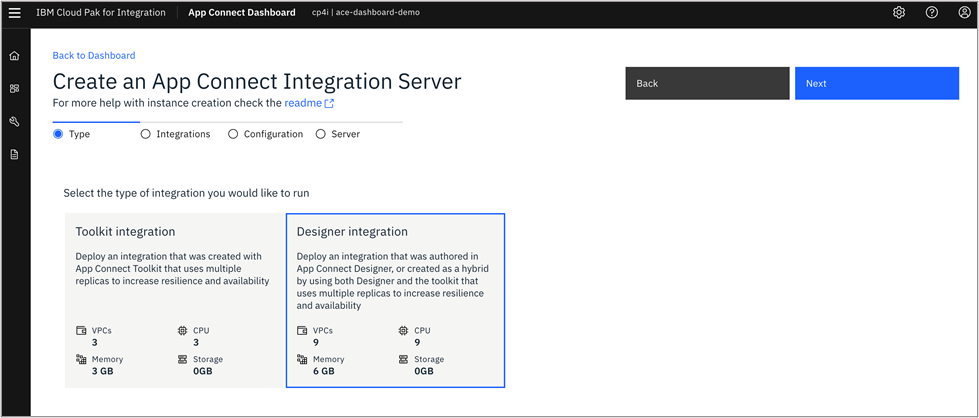 IBM Cloud Pak for Integration App Connect Dashboard cp4i | ace-dashboard-demo
Back to Dashboard
Create an App Connect Integration Server
For more help with instance creation check the readme
Back
Next
Type
Integrations
Configuration
Server
Select the type of integration you would like to run
Toolkit integration
Deploy an integration that was created with
App Connect Toolkit that uses multiple
replicas to increase resilience and availability
VPCs
3
CPU
3
Memory
3 GB
Storage
0GB
Designer integration
Deploy an integration that was authored in
App Connect Designer, or created as a hybrid
by using both Designer and the toolkit that
uses multiple replicas to increase resilience
and availability
VPCs
9
CPU
9
Memory
6 GB
Storage
0GB